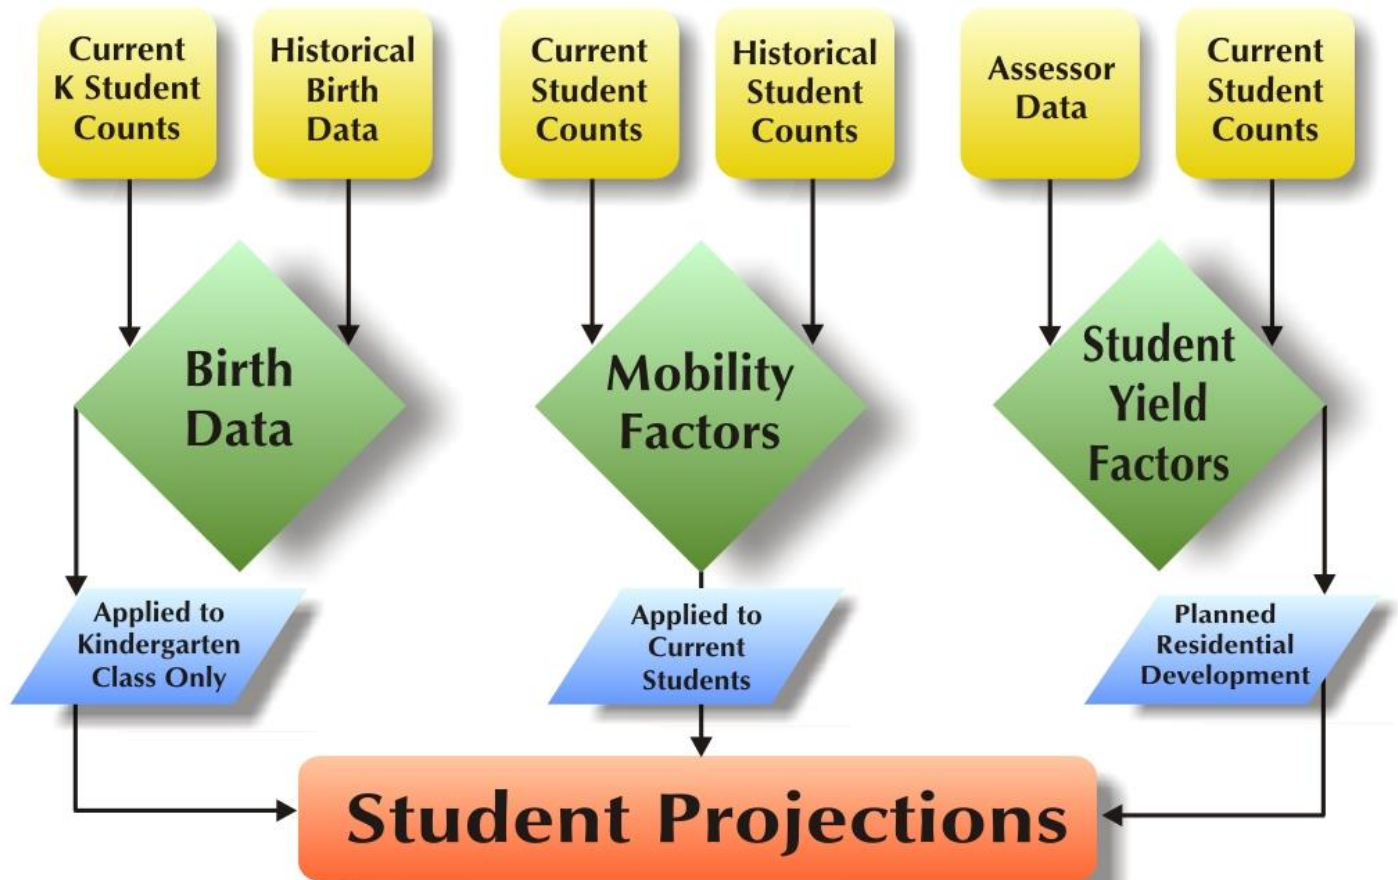 Current
K Student
Counts
Historical
Birth
Data
Current
Student
Counts
Historical
Student
Counts
Assessor
Data
Current
Student
Counts
Birth
Data
Mobility
Factors
Student
Yield
Factors
Applied to
Kindergarten
Class Only
Applied to
Current
Students
Planned
Residential
Development
Student Projections